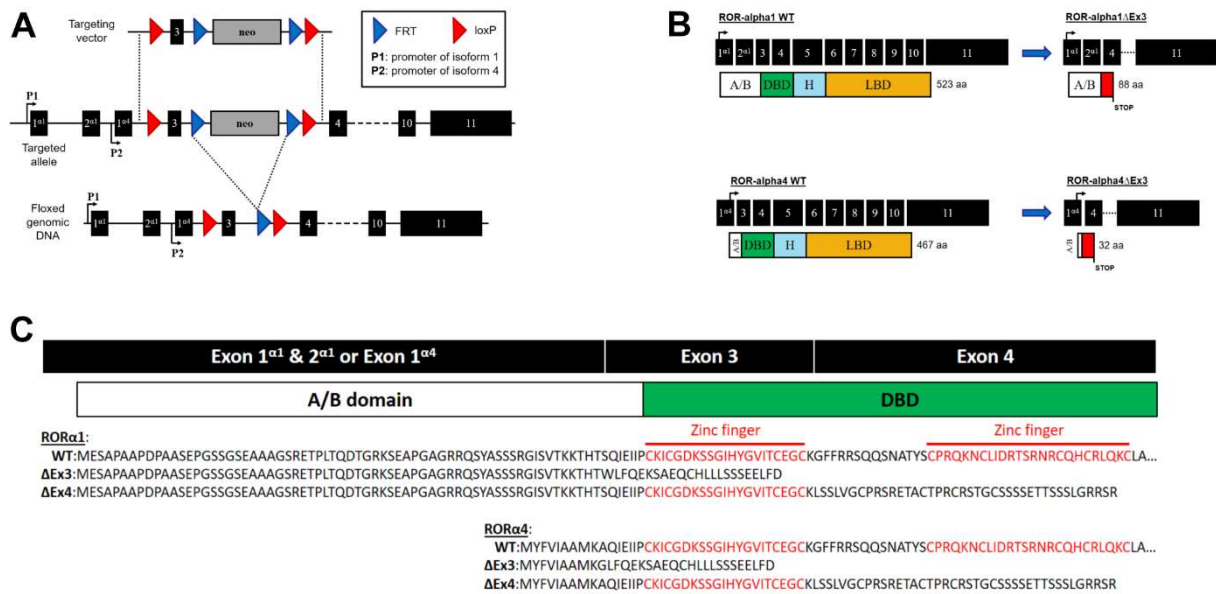 A
Targeting vector
3
neo
FRT
loxP
P1: promoter of isoform 1
P2: promoter of isoform 4
P1
1α1
2α1
1α4
3
neo
4
10
11
Targeted allele
P2
P1
Floxed genomic DNA
1α1
2α1
1α4
3
4
10
11
P2
B
ROR-alpha1 WT
1α1 2α1 3 4 5 6 7 8 9 10 11
A/B DBD H LBD 523 aa
ROR-alpha1ΔEx3
1α1 2α1 4 11
A/B 88 aa
STOP
ROR-alpha4 WT
1α4 3 4 5 6 7 8 9 10 11
A/B DBD H LBD 467 aa
ROR-alpha4ΔEx3
1α4 4 11
A/B 32 aa
STOP
C
Exon 1α1 & 2α1 or Exon 1α4 Exon 3 Exon 4
A/B domain DBD
RORα1: Zinc finger Zinc finger
WT:MESAPAAPDPAASEPGSSGSEAAAGSRETPLTQDTGRKSEAPGAGRRQSYASSSRGISVTKKTHTSQIEIIPCKICGDKSSGIHYGVITCEGCKGFFRRSQQSNATYSCPRQKNCLIDRTSRNRCQHCRLQKCLA...
ΔEx3:MESAPAAPDPAASEPGSSGSEAAAGSRETPLTQDTGRKSEAPGAGRRQSYASSSRGISVTKKTHTWLFQEKSAEQCHLLLSSSEELFD
ΔEx4:MESAPAAPDPAASEPGSSGSEAAAGSRETPLTQDTGRKSEAPGAGRRQSYASSSRGISVTKKTHTSQIEIIPCKICGDKSSGIHYGVITCEGCKLSSLVGCPRSRETACTPRCRSTGCSSSSETTSSSLGRRSR
RORα4:
WT:MYFVIAAMKAQIEIIPCKICGDKSSGIHYGVITCEGCKGFFRRSQQSNATYSCPRQKNCLIDRTSRNRCQHCRLQKCLA...
ΔEx3:MYFVIAAMKGLFQEKSAEQCHLLLSSSEELFD
ΔEx4:MYFVIAAMKAQIEIIPCKICGDKSSGIHYGVITCEGCKLSSLVGCPRSRETACTPRCRSTGCSSSSETTSSSLGRRSR